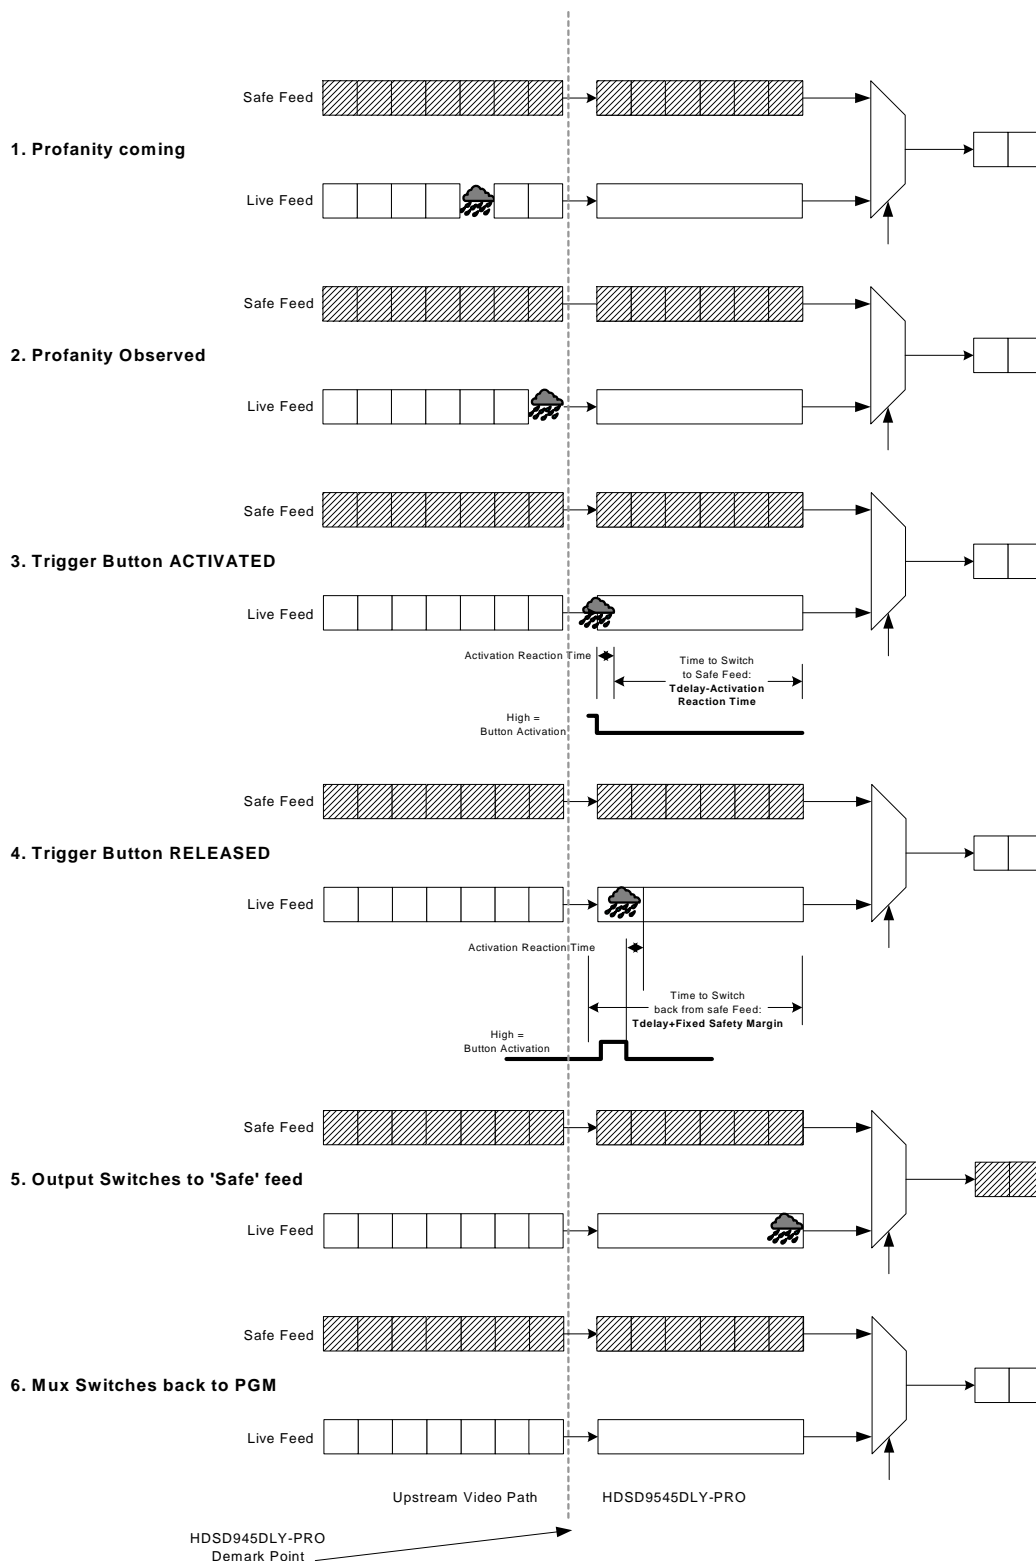 Safe Feed
1. Profanity coming
Live Feed
Safe Feed
2. Profanity Observed
Live Feed
Safe Feed
3. Trigger Button ACTIVATED
Live Feed
Activation Reaction Time
Time to Switch
to Safe Feed:
Tdelay-Activation
Reaction Time
High =
Button Activation
Safe Feed
4. Trigger Button RELEASED
Live Feed
Activation Reaction Time
Time to Switch
back from safe Feed:
Tdelay+Fixed Safety Margin
High =
Button Activation
Safe Feed
5. Output Switches to 'Safe' feed
Live Feed
Safe Feed
6. Mux Switches back to PGM
Live Feed
Upstream Video Path
HDSD9545DLY-PRO
HDSD945DLY-PRO
Demark Point